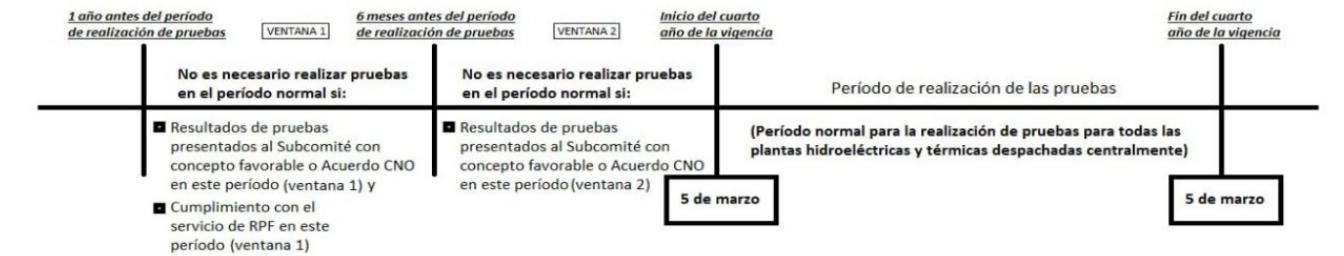 1 año antes del período
de realización de pruebas
VENTANA 1
6 meses antes del período
de realización de pruebas
VENTANA 2
Inicio del cuarto
año de la vigencia
Fin del cuarto
año de la vigencia
No es necesario realizar pruebas
en el período normal si:
No es necesario realizar pruebas
en el período normal si:
Período de realización de las pruebas
Resultados de pruebas
presentados al Subcomité con
concepto favorable o Acuerdo CNO
en este período (ventana 1) y
Cumplimiento con el
servicio de RPF en este
período (ventana 1)
Resultados de pruebas
presentados al Subcomité con
concepto favorable o Acuerdo CNO
en este período (ventana 2)
(Período normal para la realización de pruebas para todas las
plantas hidroeléctricas y térmicas despachadas centralmente)
5 de marzo
5 de marzo